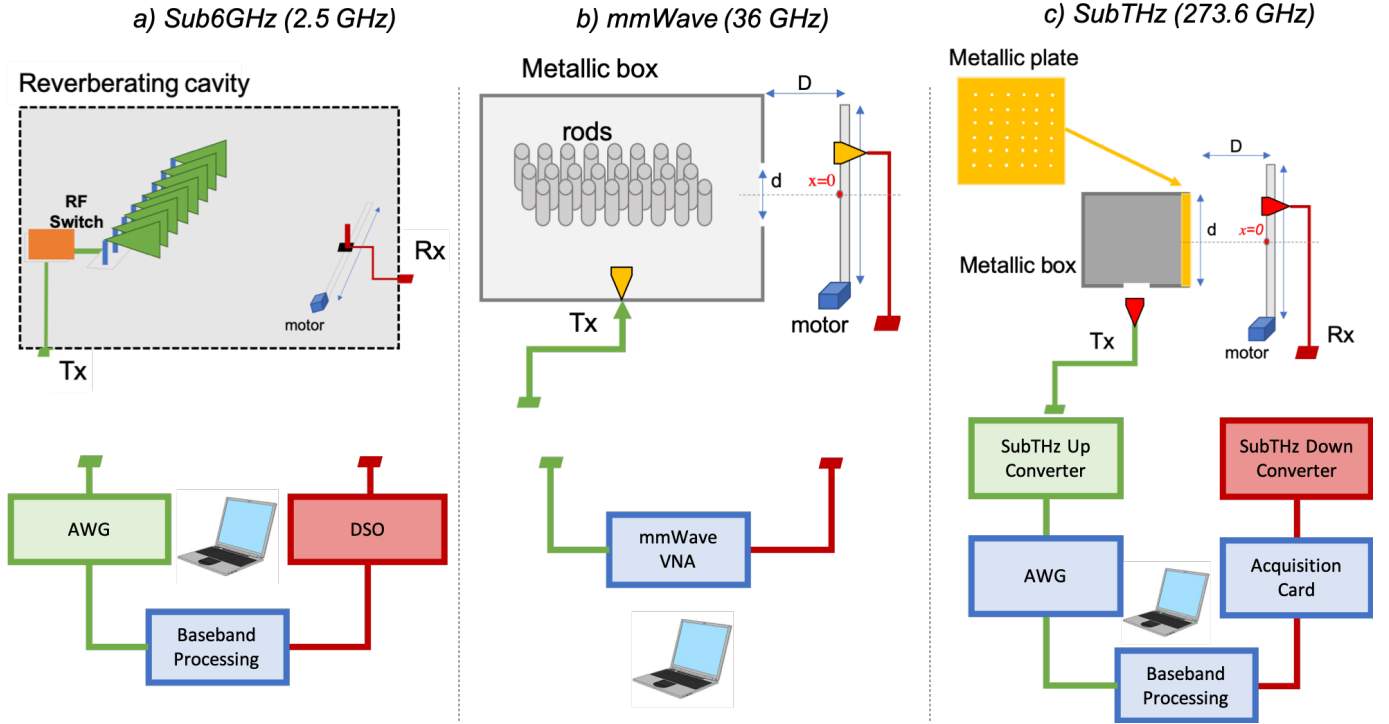 a) Sub6GHz (2.5 GHz)
Reverberating cavity
RF
Switch
Rx
motor
Tx
AWG
DSO
Baseband
Processing
b) mmWave (36 GHz)
Metallic box
D
rods
d
x=0
Tx
motor
mmWave
VNA
c) SubTHz (273.6 GHz)
Metallic plate
D
d
x=0
Metallic box
Tx
motor
Rx
SubTHz Up
Converter
SubTHz Down
Converter
AWG
Acquisition
Card
Baseband
Processing